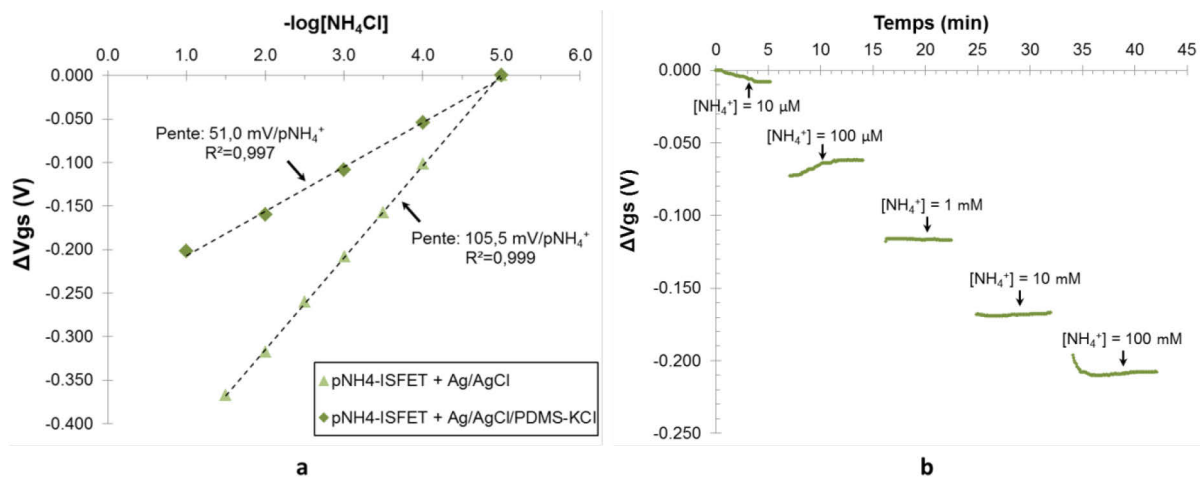 -log[NH₄Cl]
1.0 2.0 3.0 4.0 5.0 6.0
0.000
-0.050
-0.100
-0.150
-0.200
-0.250
-0.300
-0.350
-0.400
ΔVgs (V)
Pente: 51,0 mV/pNH₄⁺
R²=0,997
Pente: 105,5 mV/pNH₄⁺
R²=0,999
pNH4-ISFET + Ag/AgCl
pNH4-ISFET + Ag/AgCl/PDMS-KCl
a
Temps (min)
0 5 10 15 20 25 30 35 40 45
0.000
-0.050
-0.100
-0.150
-0.200
-0.250
ΔVgs (V)
[NH₄⁺] = 10 µM
[NH₄⁺] = 100 µM
[NH₄⁺] = 1 mM
[NH₄⁺] = 10 mM
[NH₄⁺] = 100 mM
b